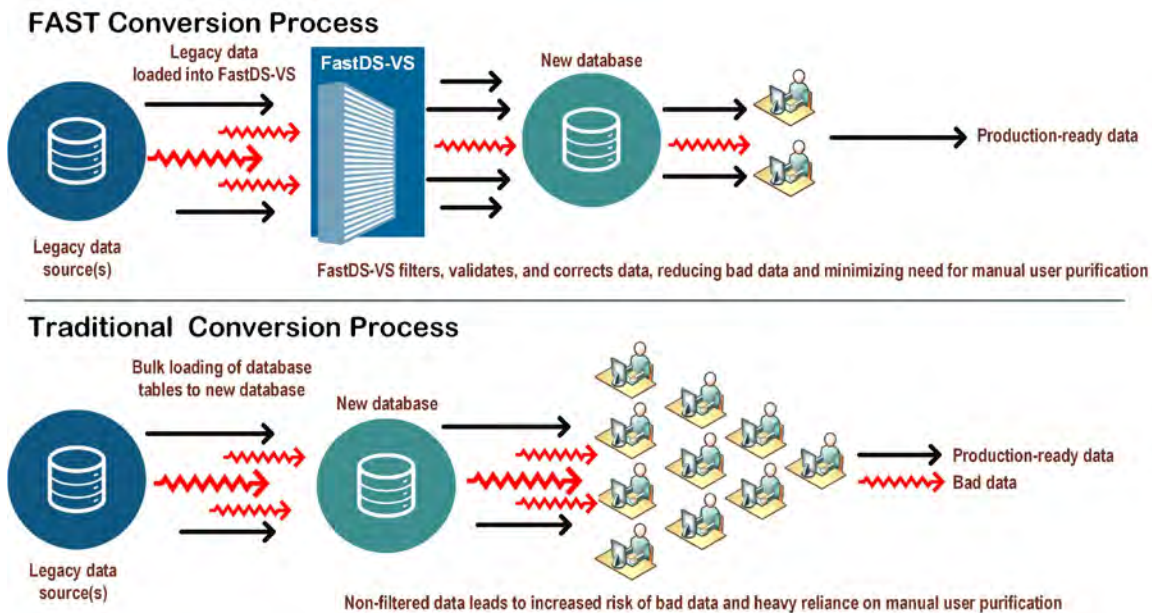 FAST Conversion Process
Legacy data
loaded into FastDS-VS
FastDS-VS
New database
Production-ready data
Legacy data
source(s)
FastDS-VS filters, validates, and corrects data, reducing bad data and minimizing need for manual user purification
Traditional Conversion Process
Bulk loading of database
tables to new database
New database
Production-ready data
Bad data
Legacy data
source(s)
Non-filtered data leads to increased risk of bad data and heavy reliance on manual user purification